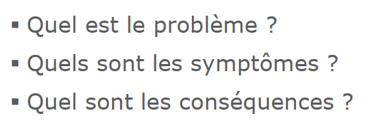 ▪ Quel est le problème ?
▪ Quels sont les symptômes ?
▪ Quel sont les conséquences ?